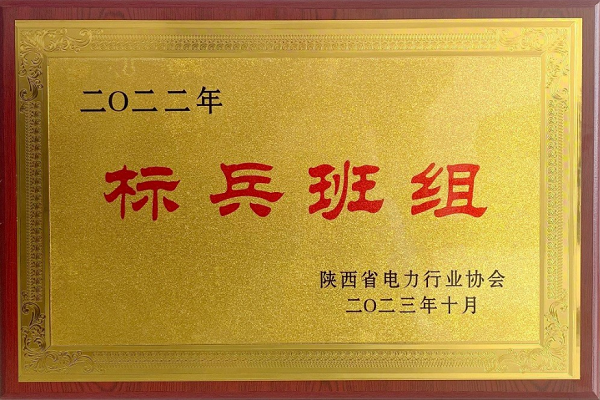 二〇二二年
标兵班组
陕西省电力行业协会
二〇二三年十月